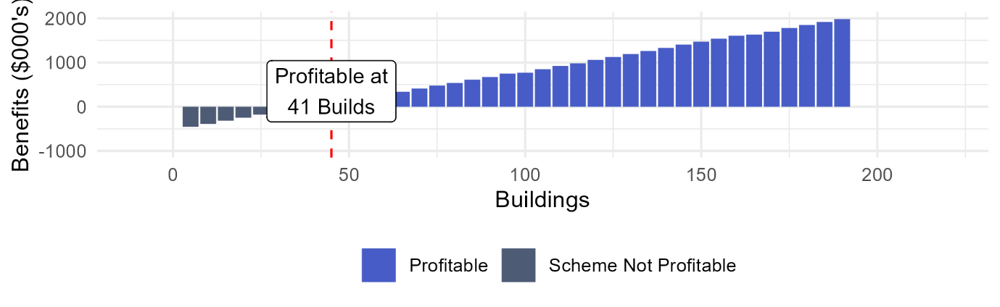 Benefits ($000's)
2000
1000
0
-1000
Profitable at
41 Builds
0 50 100 150 200
Buildings
Profitable Scheme Not Profitable